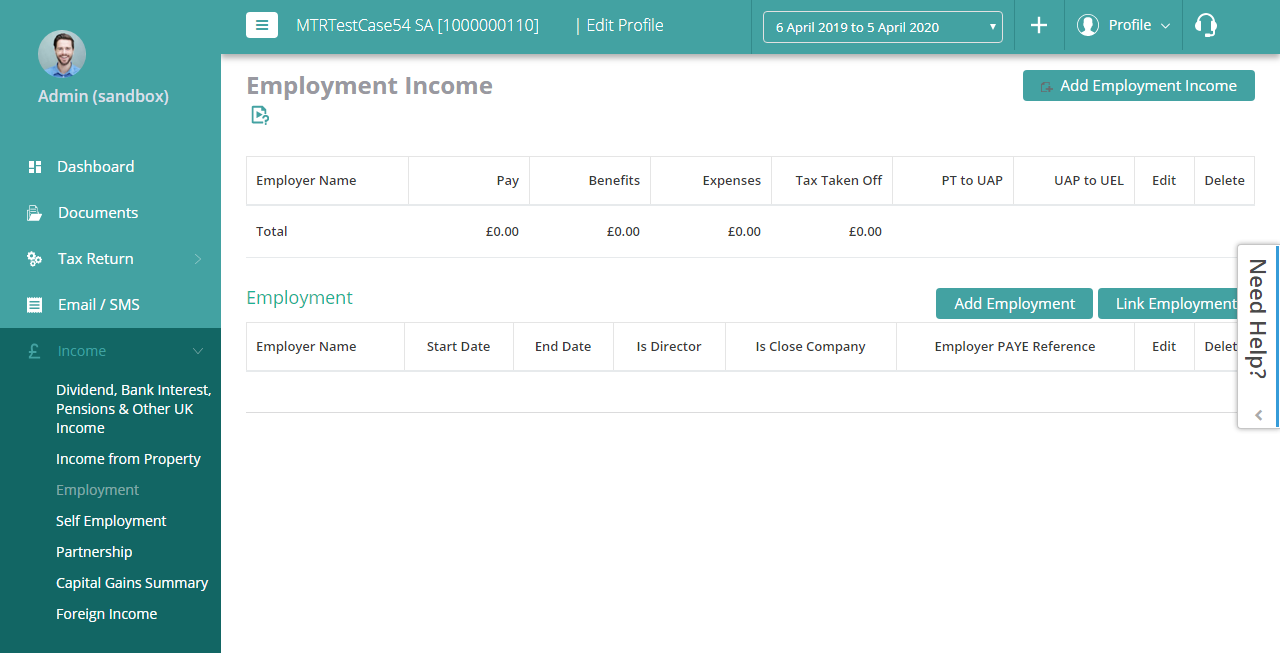 MTRTestCase54 SA [1000000110] | Edit Profile
6 April 2019 to 5 April 2020
Profile
Admin (sandbox)
Dashboard
Documents
Tax Return
Email / SMS
£ Income
Dividend, Bank Interest,
Pensions & Other UK
Income
Income from Property
Employment
Self Employment
Partnership
Capital Gains Summary
Foreign Income
Employment Income
Add Employment Income
Employer Name Pay Benefits Expenses Tax Taken Off PT to UAP UAP to UEL Edit Delete
Total £0.00 £0.00 £0.00 £0.00
Employment
Add Employment Link Employment
Employer Name Start Date End Date Is Director Is Close Company Employer PAYE Reference Edit Delet
Need Help?